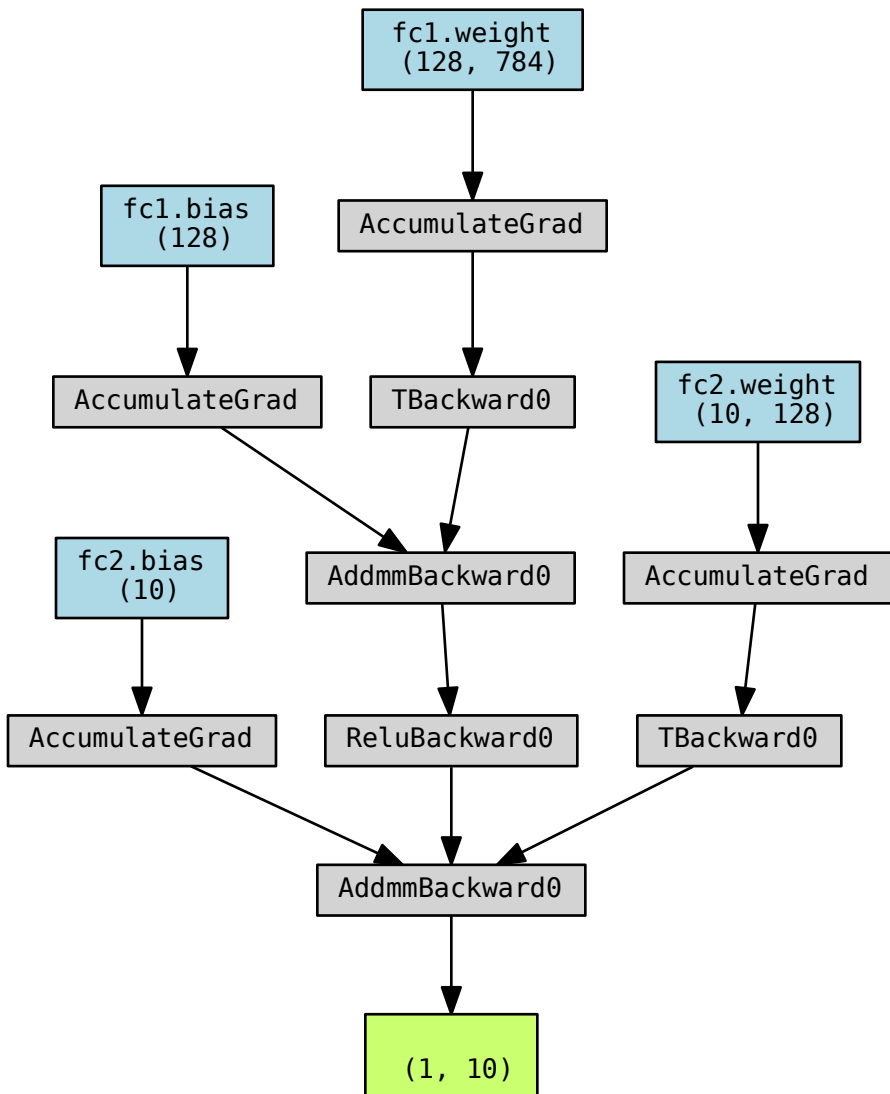 fc1.weight
(128, 784)
fc1.bias
(128)
AccumulateGrad
AccumulateGrad
TBackward0
fc2.weight
(10, 128)
fc2.bias
(10)
AddmmBackward0
AccumulateGrad
AccumulateGrad
ReluBackward0
TBackward0
AddmmBackward0
(1, 10)